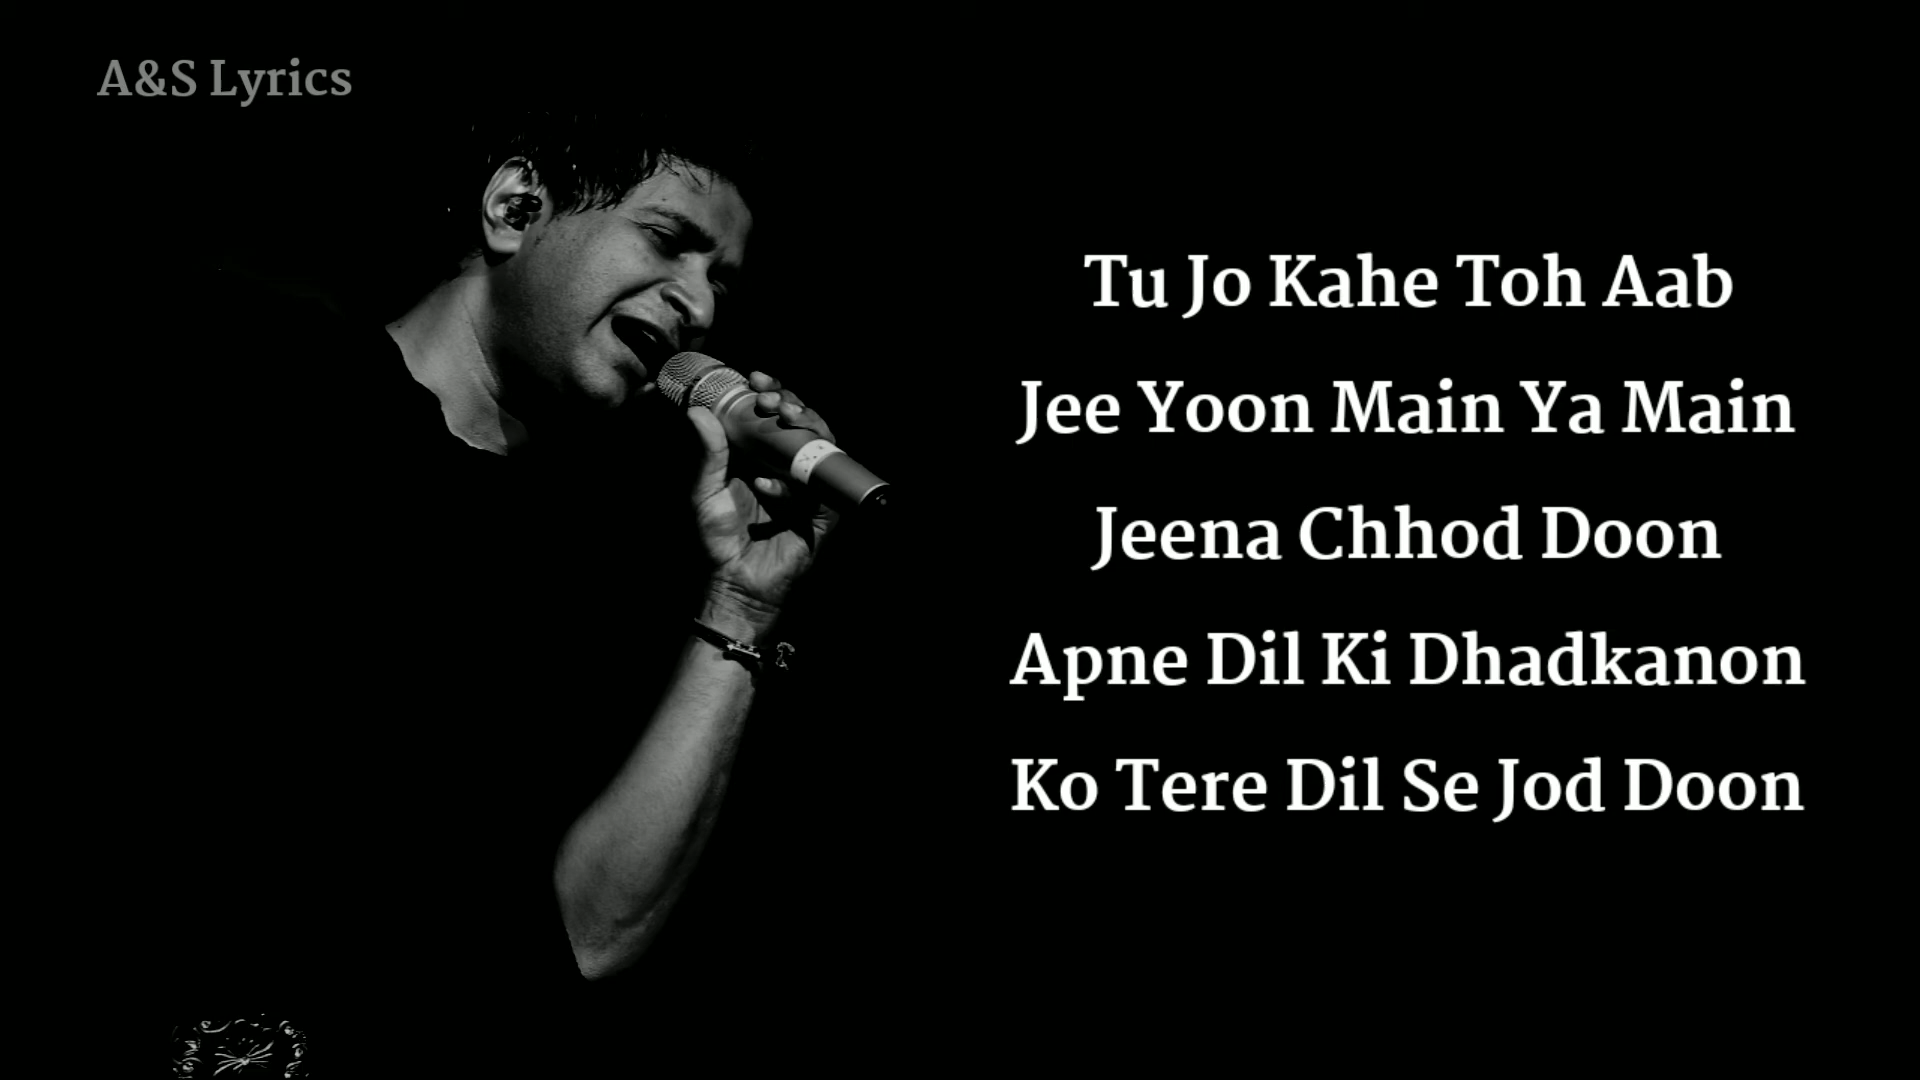 A&S Lyrics
Tu Jo Kahe Toh Aab
Jee Yoon Main Ya Main
Jeena Chhod Doon
Apne Dil Ki Dhadkanon
Ko Tere Dil Se Jod Doon